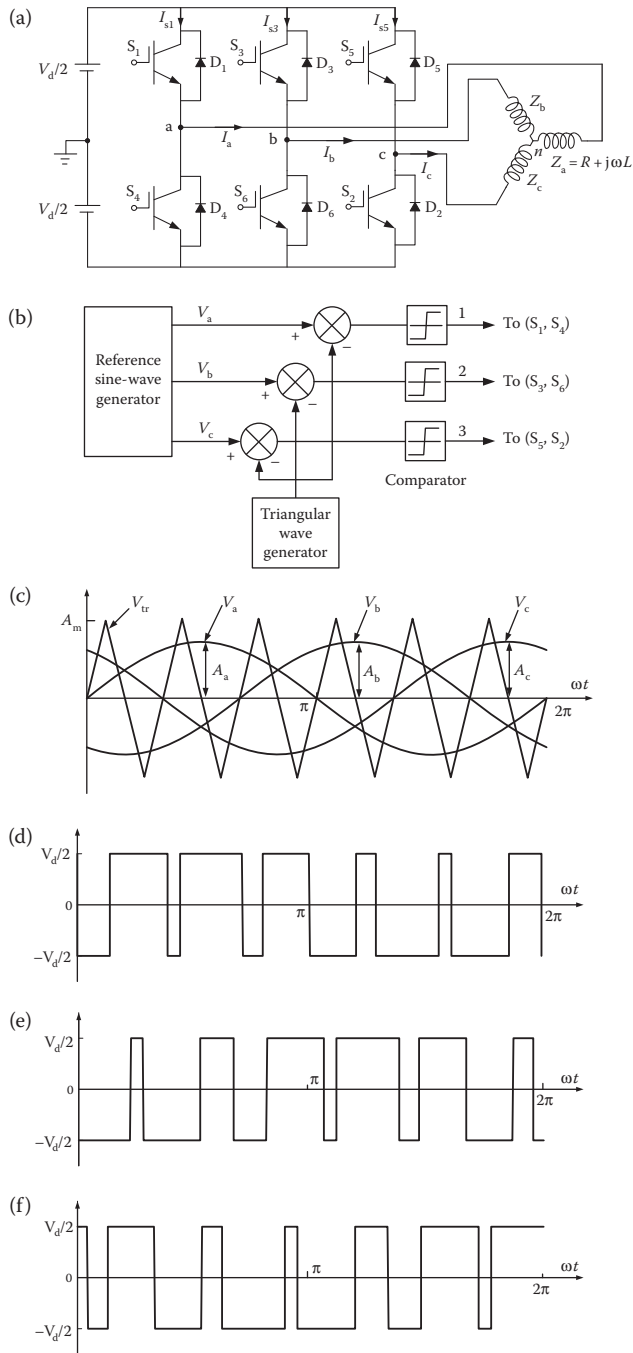 (a)
I_s1 I_s3 I_s5
S_1 S_3 S_5
V_d/2 D_1 D_3 D_5
Z_b
a b c
I_a I_b I_c
n
Z_a = R + jωL
Z_c
V_d/2
S_4 S_6 S_2
D_4 D_6 D_2
(b)
Reference
sine-wave
generator
V_a + − 1 To (S_1, S_4)
V_b + − 2 To (S_3, S_6)
V_c + − 3 To (S_5, S_2)
Comparator
Triangular
wave
generator
(c)
V_tr V_a V_b V_c
A_m
A_a A_b A_c
ωt
π 2π
(d)
V_d/2
ωt
0
π 2π
−V_d/2
(e)
V_d/2
π ωt
0
2π
−V_d/2
(f)
V_d/2
π ωt
0
2π
−V_d/2